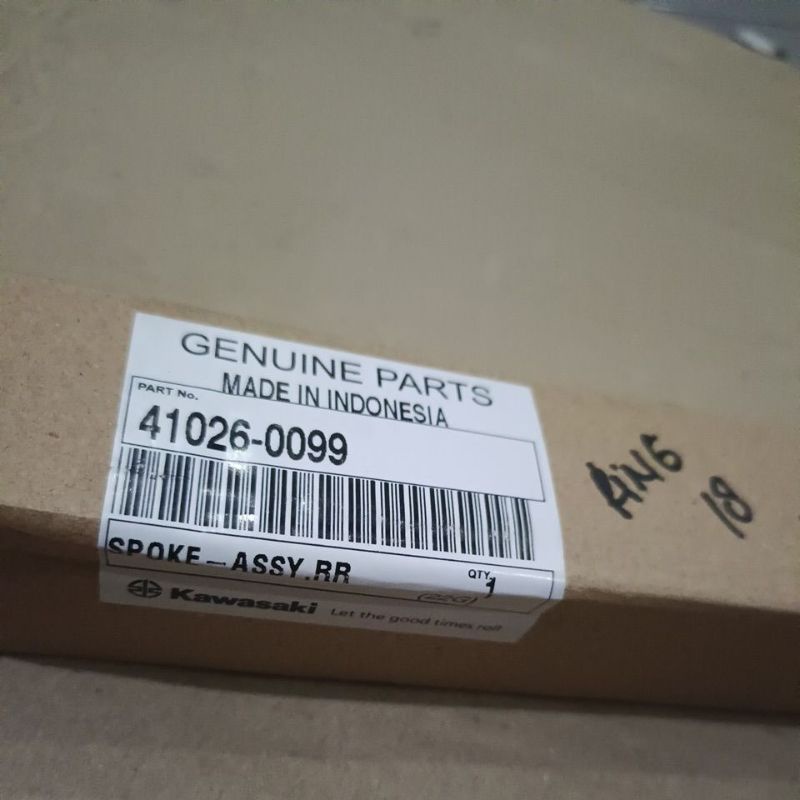 GENUINE PARTS
MADE IN INDONESIA
PART No.
41026-0099
SPOKE-ASSY,RR
QTY.
1
(22G)
Kawasaki Let the good times roll
RING
18